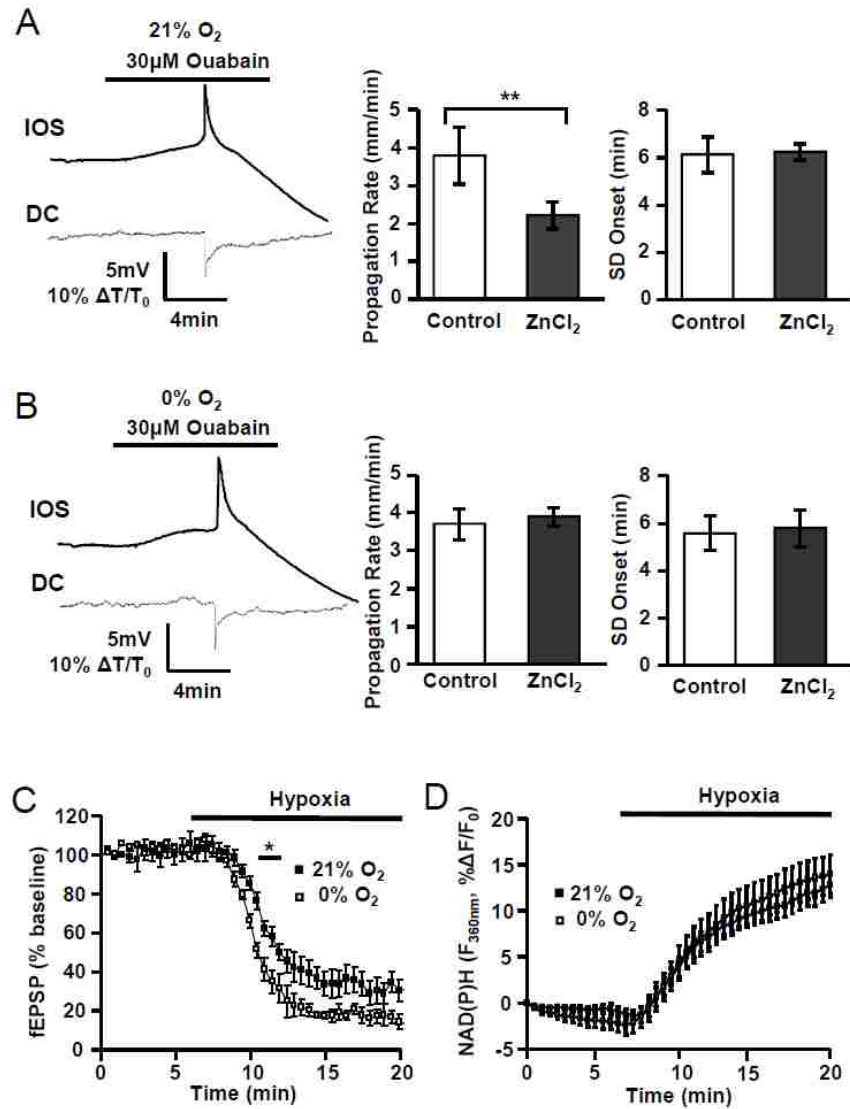 A
21% O₂
30μM Ouabain
IOS
DC
5mV
10% ΔT/T₀
4min
Propagation Rate (mm/min)
5
4
3
2
1
0
**
Control
ZnCl₂
SD Onset (min)
8
6
4
2
0
Control
ZnCl₂
B
0% O₂
30μM Ouabain
IOS
DC
5mV
10% ΔT/T₀
4min
Propagation Rate (mm/min)
5
4
3
2
1
0
Control
ZnCl₂
SD Onset (min)
8
6
4
2
0
Control
ZnCl₂
C
Hypoxia
fEPSP (% baseline)
120
100
80
60
40
20
0
*
21% O₂
0% O₂
0 5 10 15 20
Time (min)
D
Hypoxia
NAD(P)H (F360nm, %ΔF/F₀)
20
15
10
5
0
-5
21% O₂
0% O₂
0 5 10 15 20
Time (min)